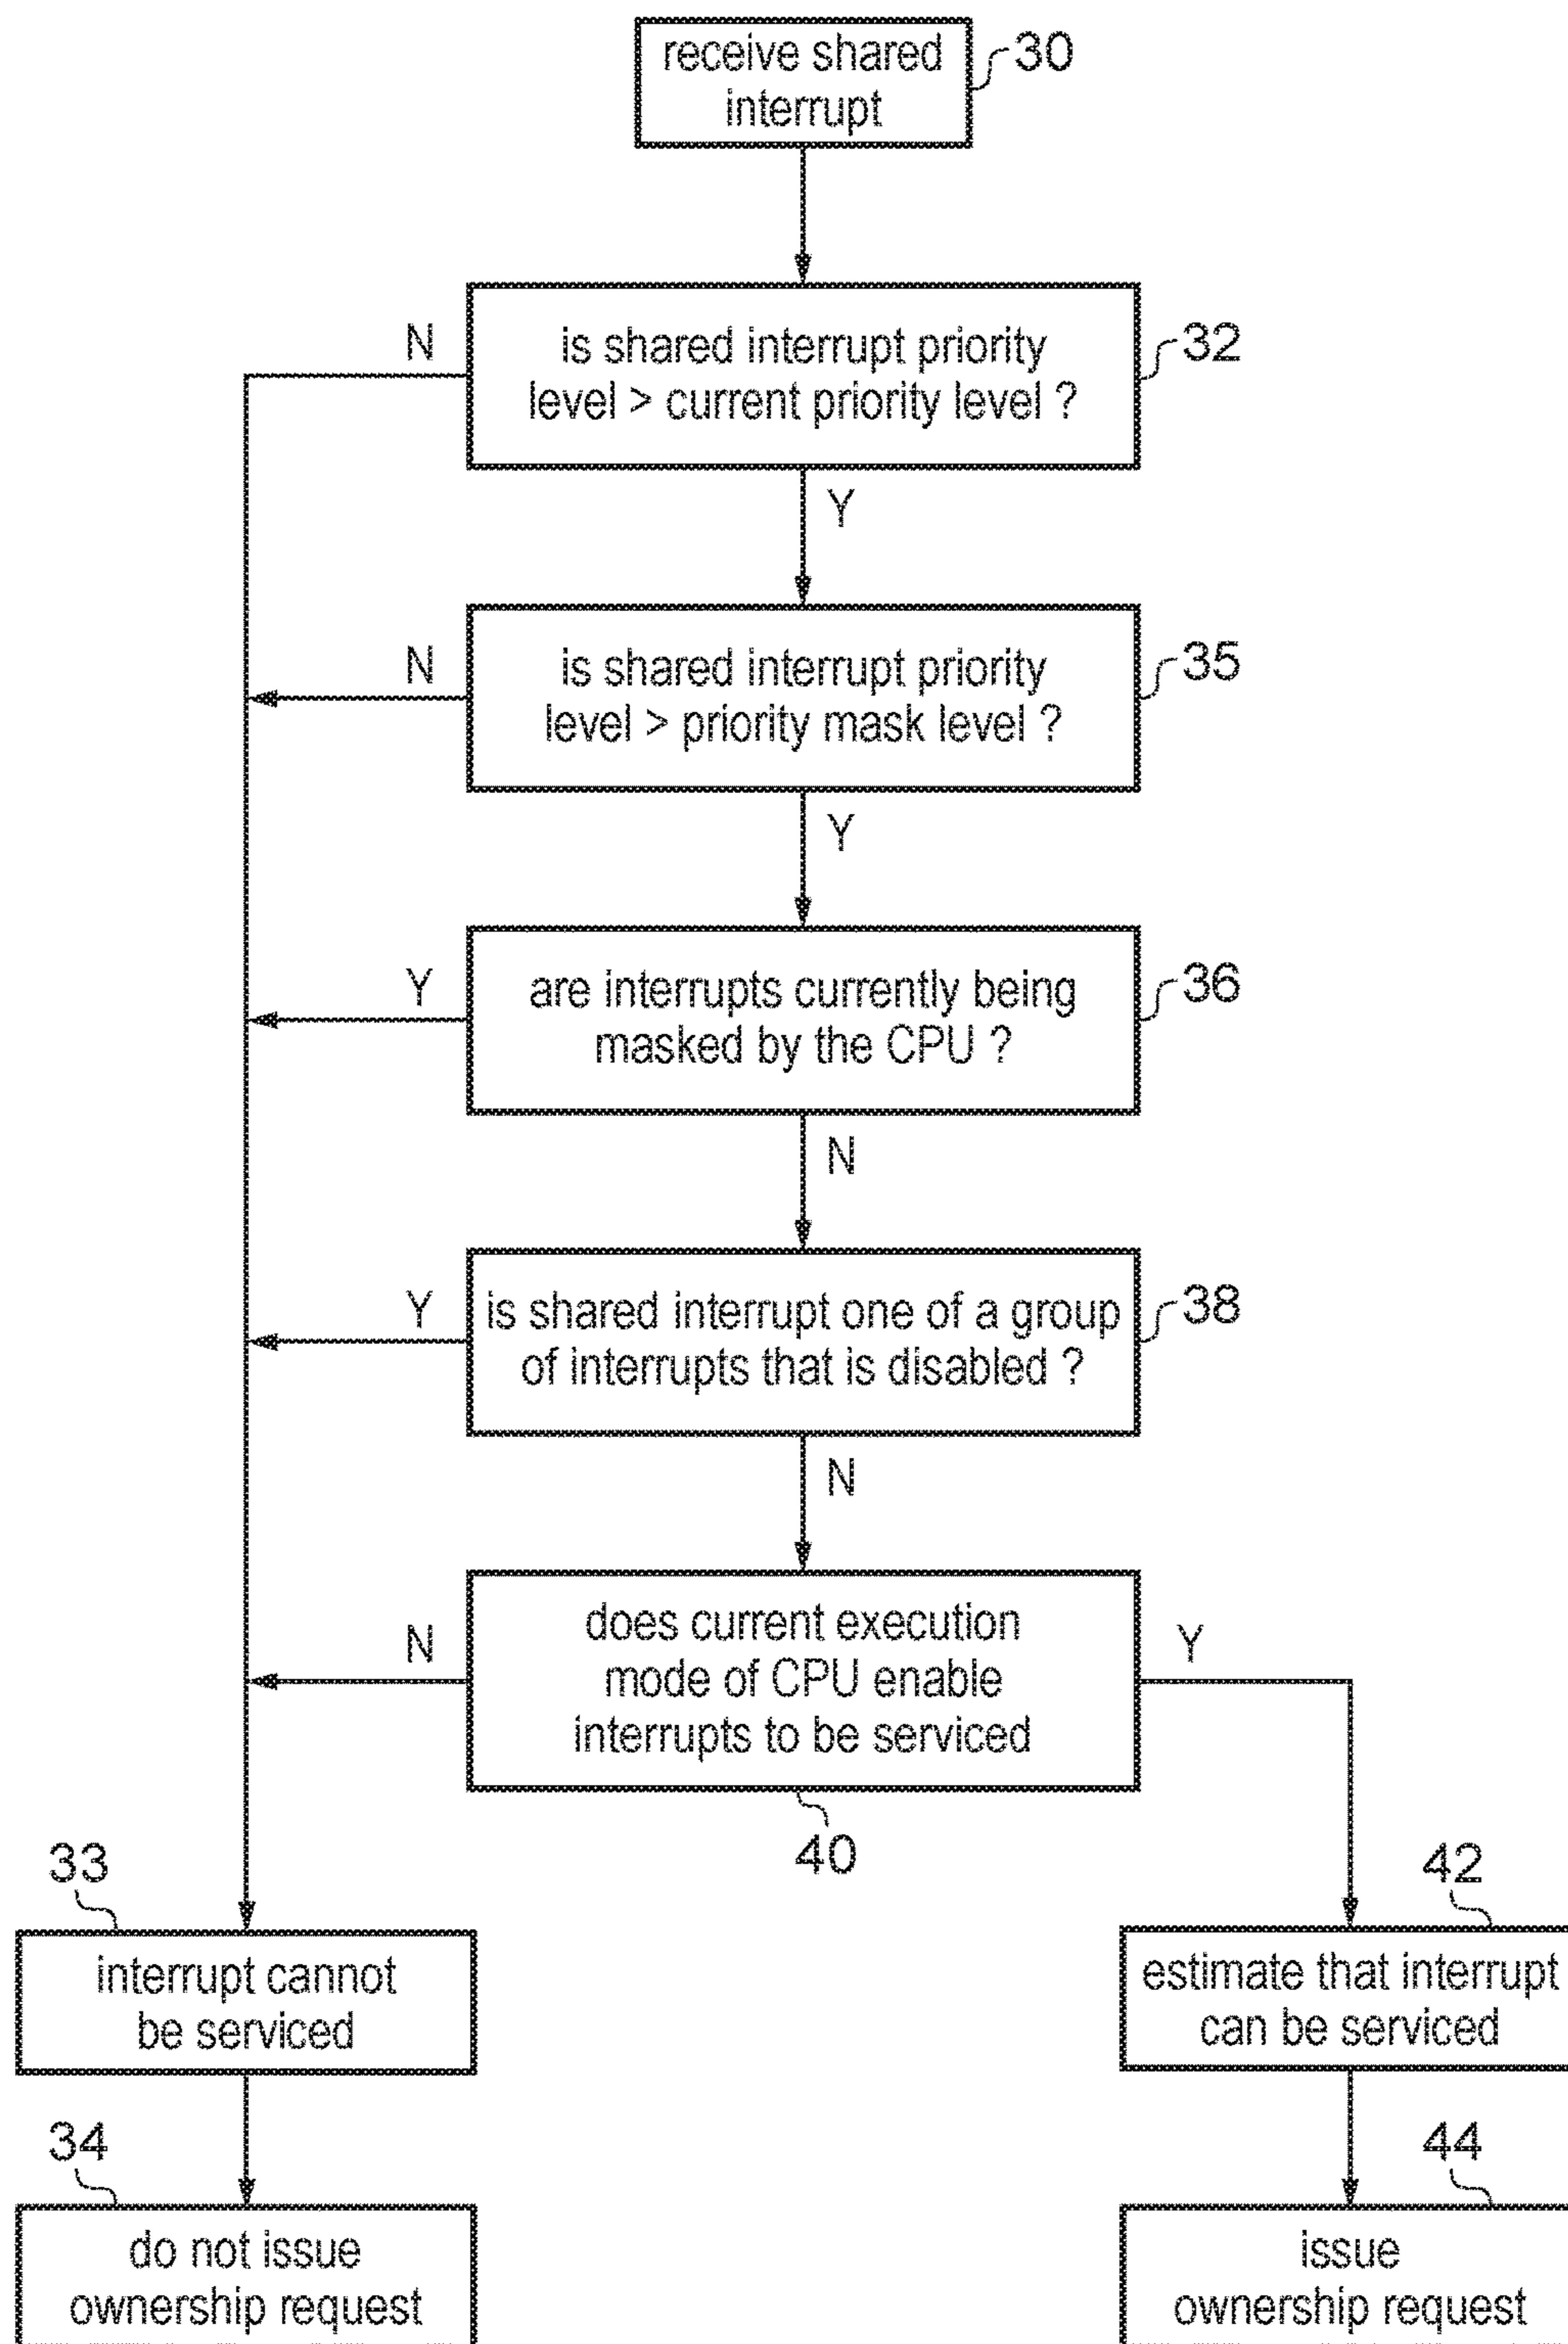 receive shared
interrupt
30
is shared interrupt priority
level > current priority level ?
32
N
Y
is shared interrupt priority
level > priority mask level ?
35
N
Y
are interrupts currently being
masked by the CPU ?
36
Y
N
is shared interrupt one of a group
of interrupts that is disabled ?
38
Y
N
does current execution
mode of CPU enable
interrupts to be serviced
N
Y
40
33
interrupt cannot
be serviced
42
estimate that interrupt
can be serviced
34
do not issue
ownership request
44
issue
ownership request